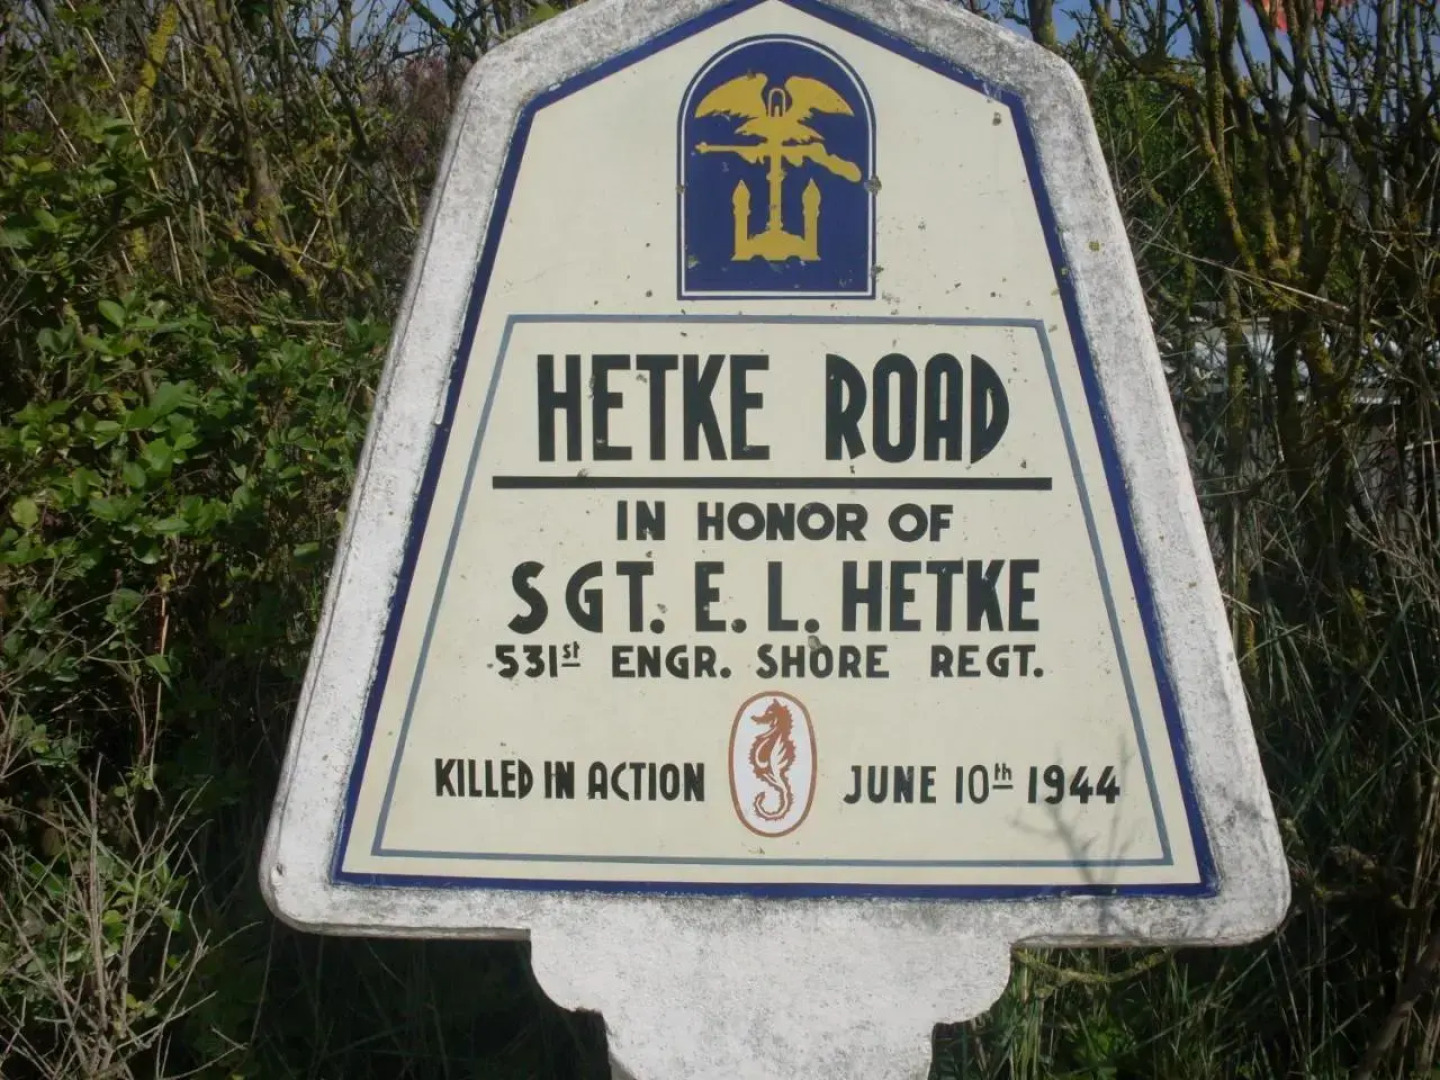 HETKE ROAD
IN HONOR OF
SGT. E. L. HETKE
531st ENGR. SHORE REGT.
KILLED IN ACTION JUNE 10th 1944